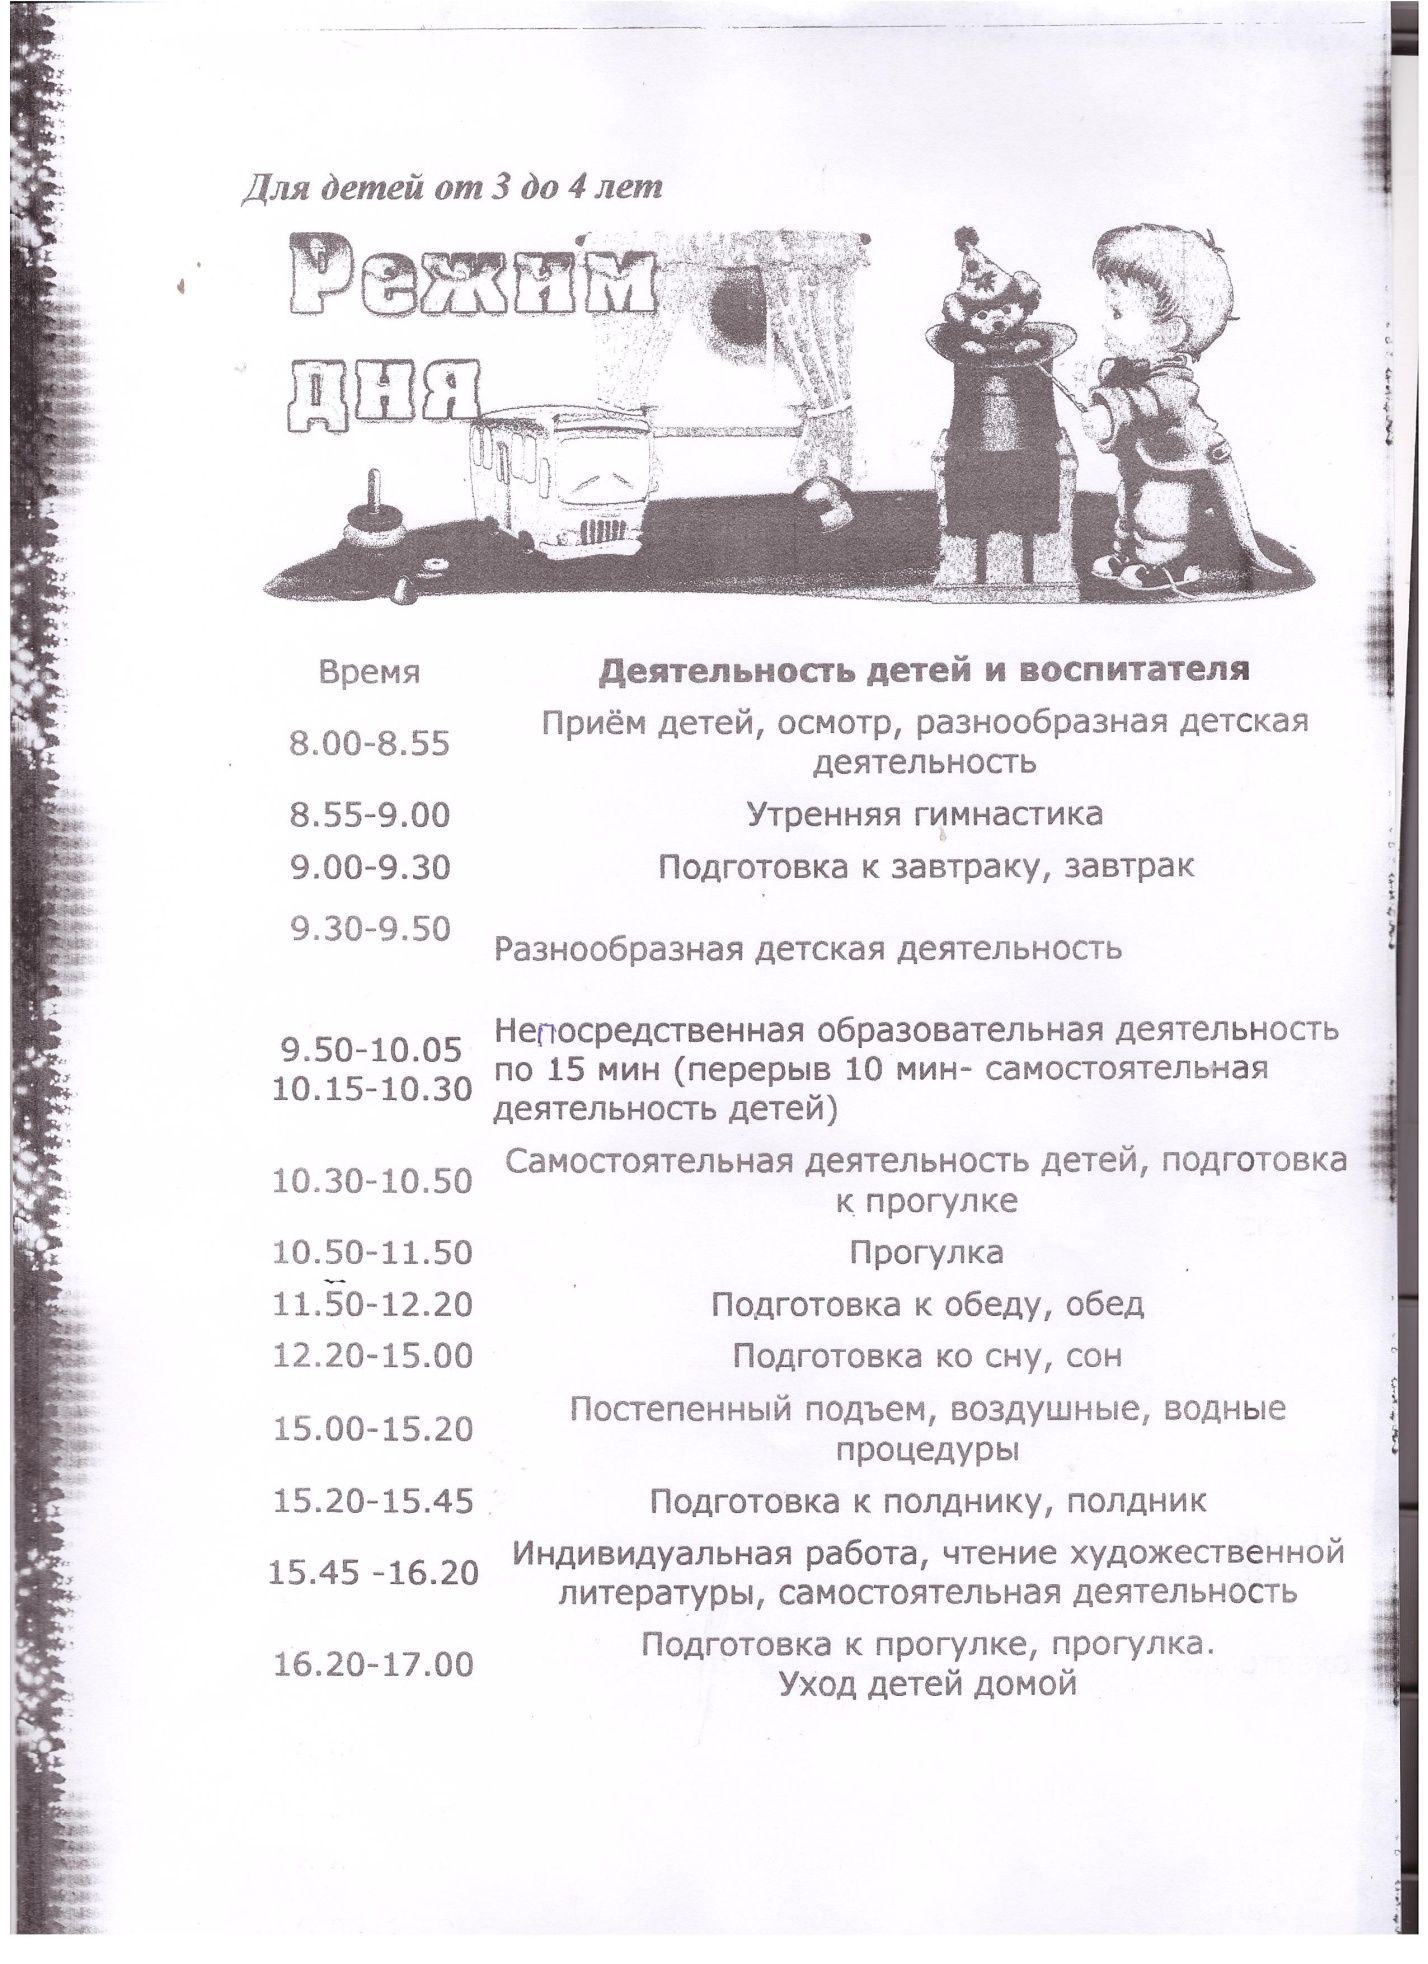 Для детей от 3 до 4 лет
Режим
дня
Время Деятельность детей и воспитателя
8.00-8.55 Приём детей, осмотр, разнообразная детская
деятельность
8.55-9.00 Утренняя гимнастика
9.00-9.30 Подготовка к завтраку, завтрак
9.30-9.50
Разнообразная детская деятельность
Непосредственная образовательная деятельность
9.50-10.05
по 15 мин (перерыв 10 мин- самостоятельная
10.15-10.30
деятельность детей)
10.30-10.50 Самостоятельная деятельность детей, подготовка
к прогулке
10.50-11.50 Прогулка
11.50-12.20 Подготовка к обеду, обед
12.20-15.00 Подготовка ко сну, сон
15.00-15.20 Постепенный подъем, воздушные, водные
процедуры
15.20-15.45 Подготовка к полднику, полдник
15.45 -16.20 Индивидуальная работа, чтение художественной
литературы, самостоятельная деятельность
16.20-17.00 Подготовка к прогулке, прогулка.
Уход детей домой